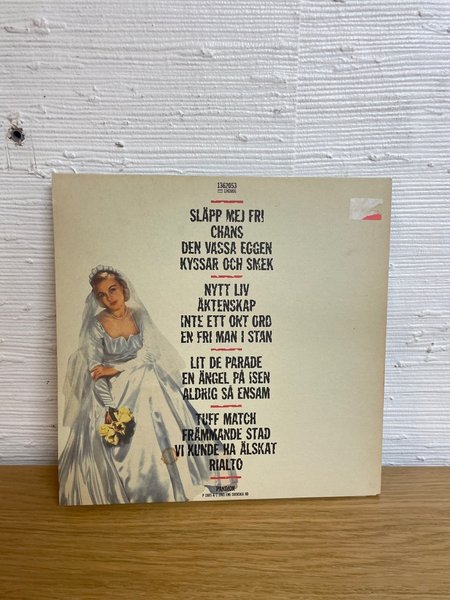 1362053
SLÄPP MEJ FRI
CHANS
DEN VASSA EGGEN
KYSSAR OCH SMEK
NYTT LIV
ÄKTENSKAP
INTE ETT ONT ORD
EN FRI MAN I STAN
LIT DE PARADE
EN ÄNGEL PÅ ISEN
ALDRIG SÅ ENSAM
TUFF MATCH
FRÄMMANDE STAD
VI KUNDE HA ÄLSKAT
RIALTO
PARLOPHONE